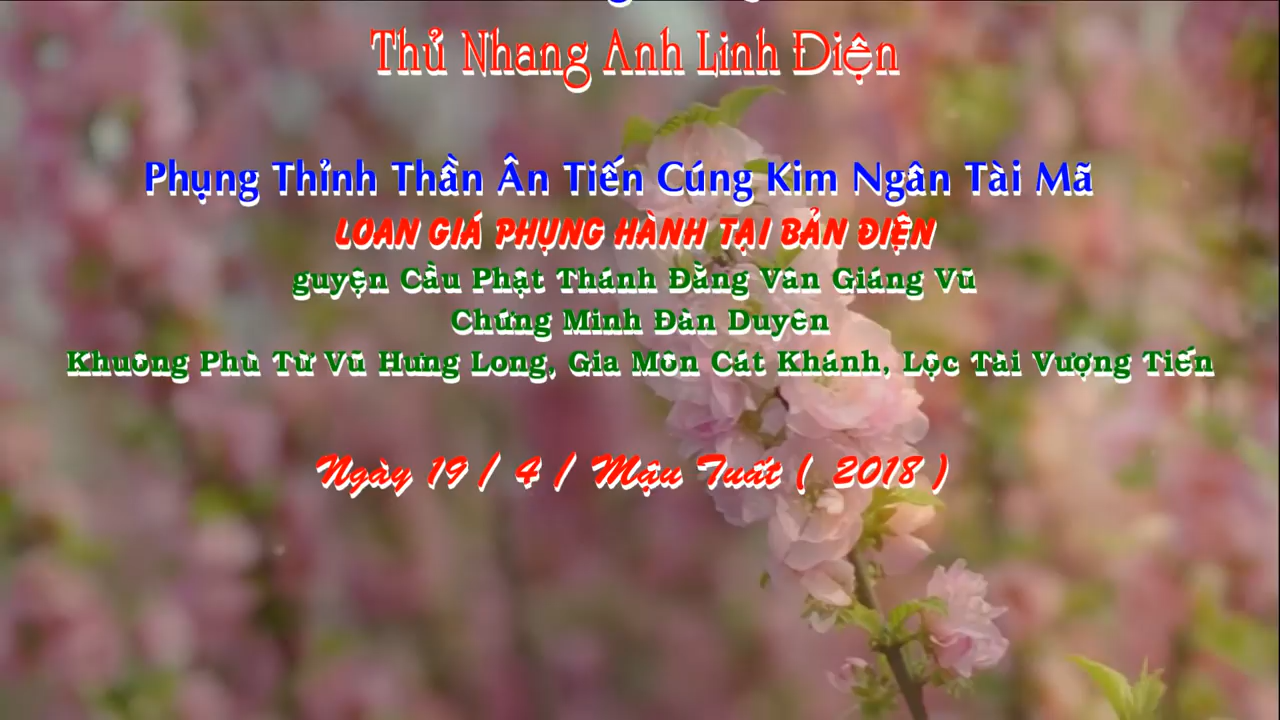 Thủ Nhang Anh Linh Điện
Phụng Thỉnh Thần Ân Tiến Cúng Kim Ngân Tài Mã
LOAN GIÁ PHỤNG HÀNH TẠI BẢN ĐIỆN
guyện Cầu Phật Thánh Đằng Vân Giáng Vũ
Chứng Minh Đàn Duyên
Khuông Phù Từ Vũ Hưng Long, Gia Môn Cát Khánh, Lộc Tài Vượng Tiến
Ngày 19 / 4 / Mậu Tuất ( 2018 )